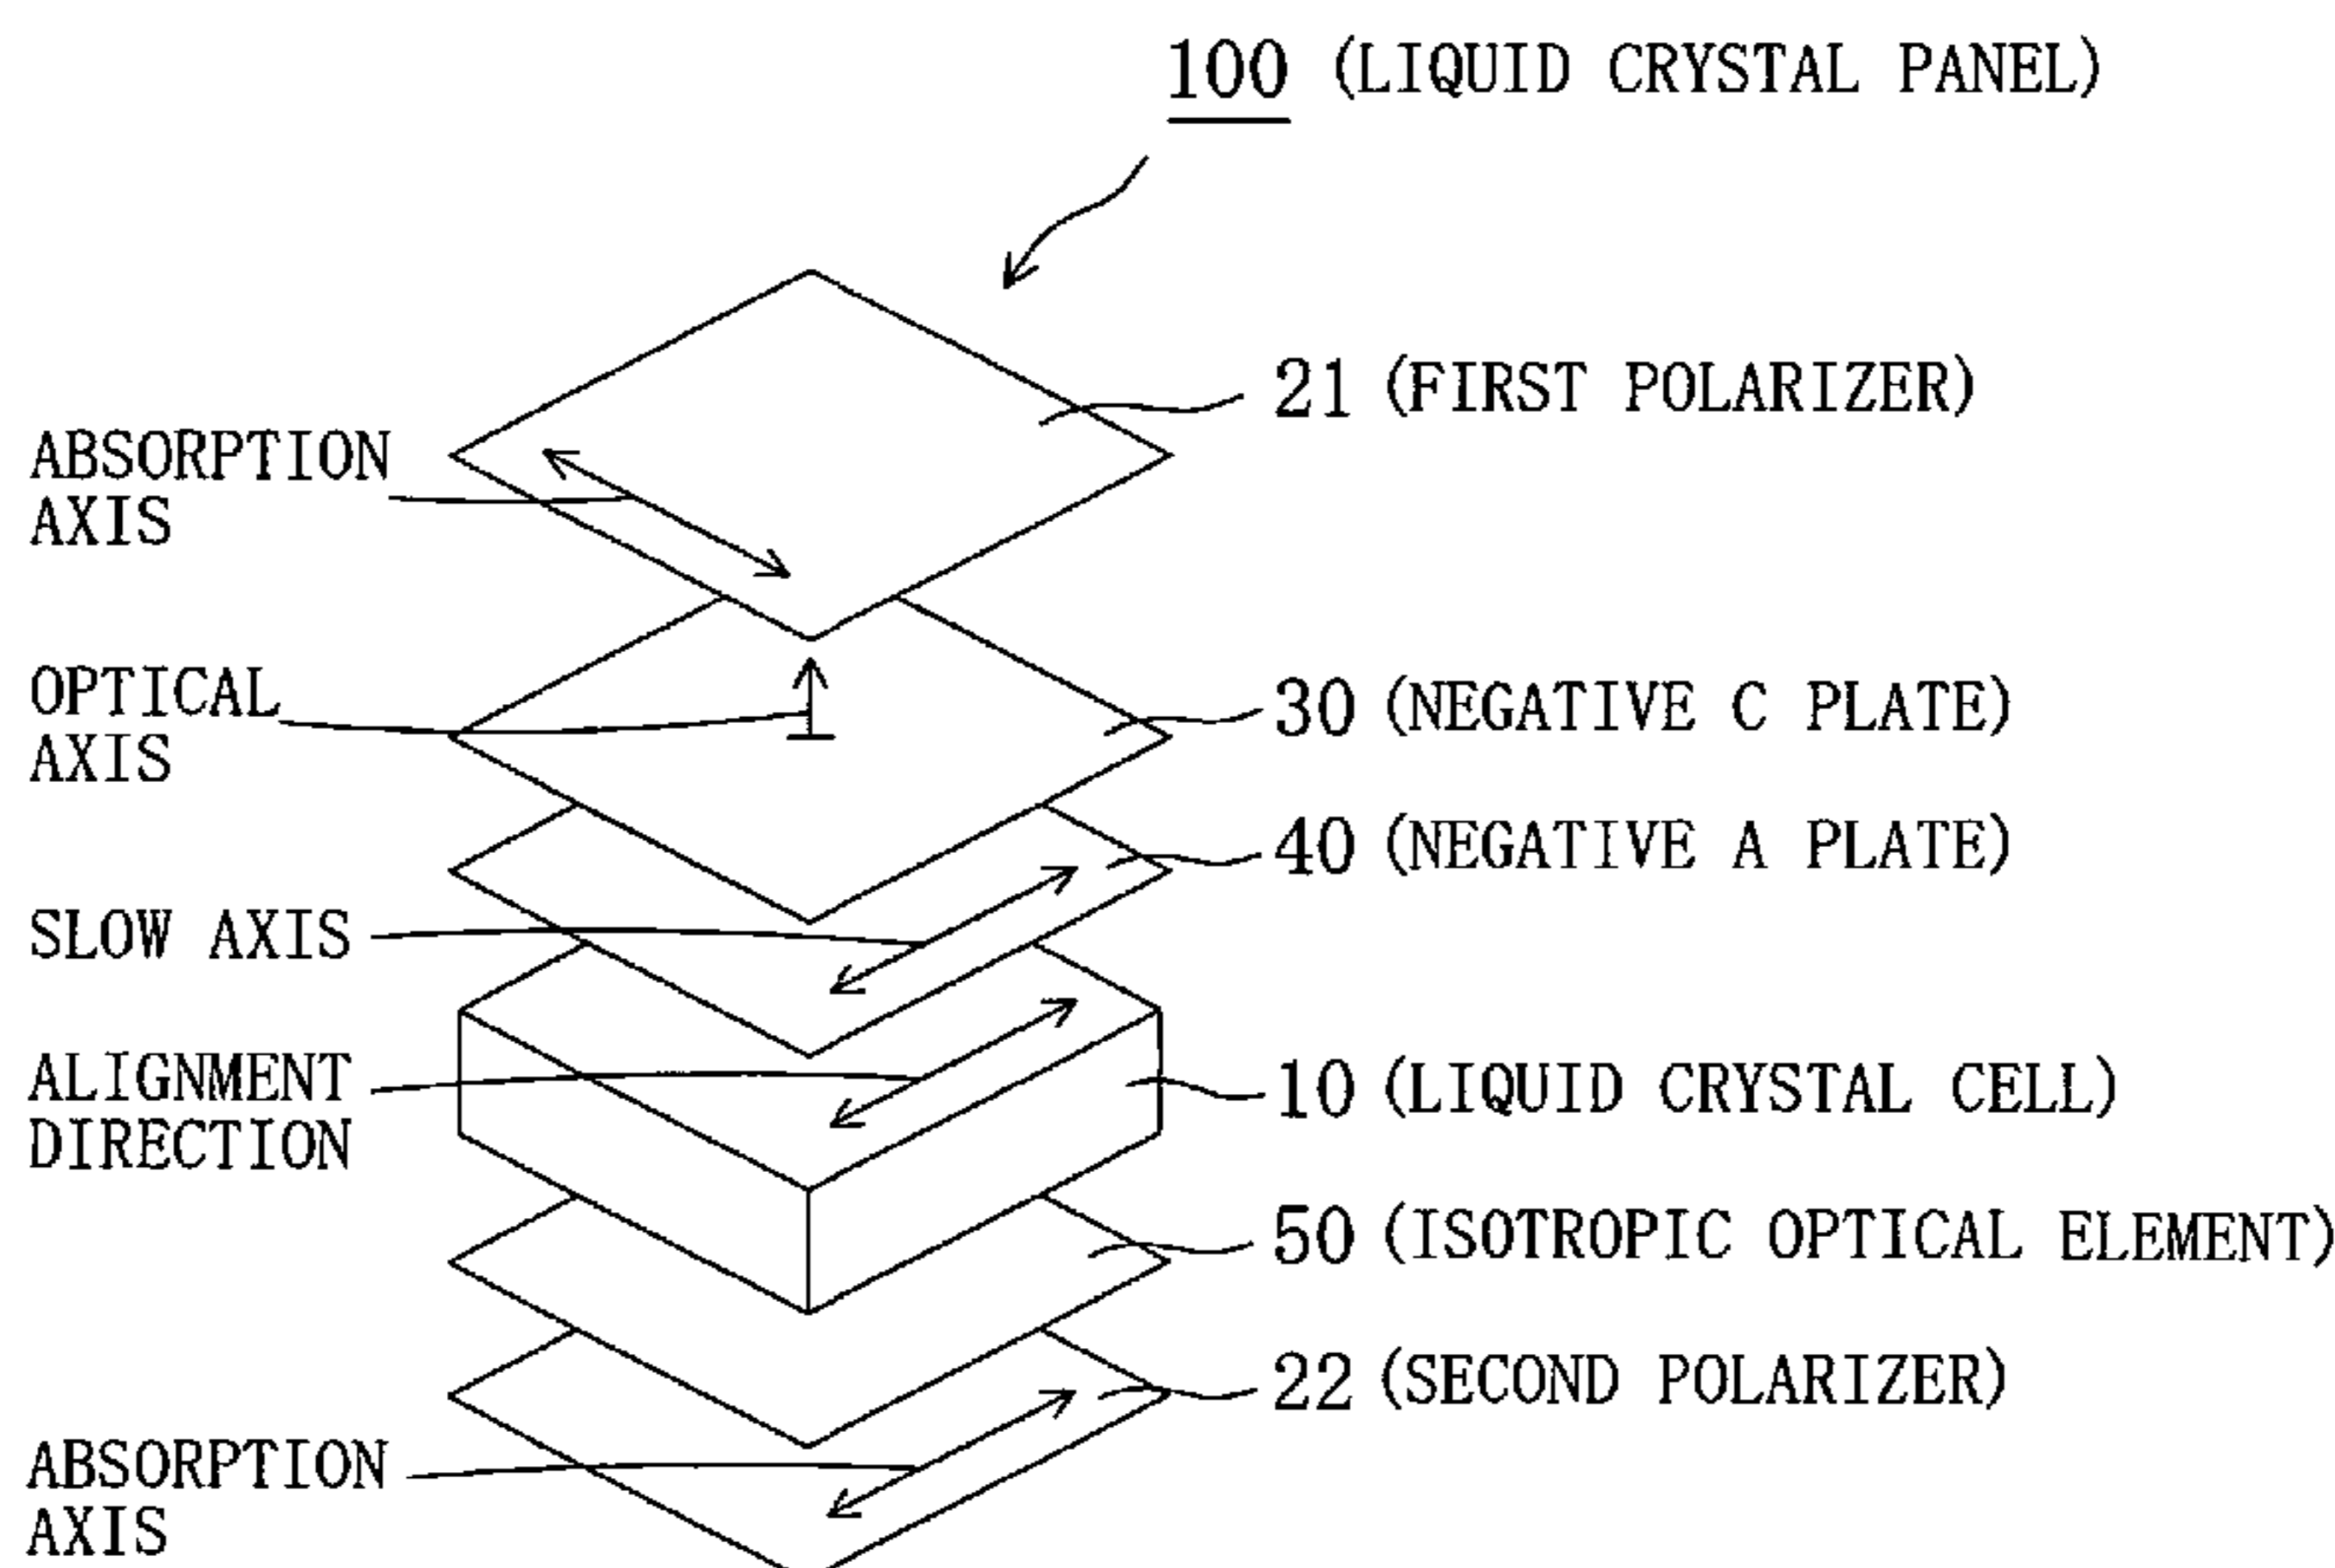 100 (LIQUID CRYSTAL PANEL)
21 (FIRST POLARIZER)
ABSORPTION
AXIS
OPTICAL
AXIS
30 (NEGATIVE C PLATE)
40 (NEGATIVE A PLATE)
SLOW AXIS
ALIGNMENT
DIRECTION
10 (LIQUID CRYSTAL CELL)
50 (ISOTROPIC OPTICAL ELEMENT)
22 (SECOND POLARIZER)
ABSORPTION
AXIS